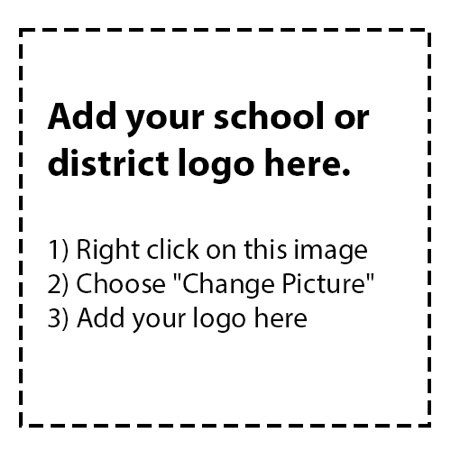 Add your school or
district logo here.
1) Right click on this image
2) Choose "Change Picture"
3) Add your logo here